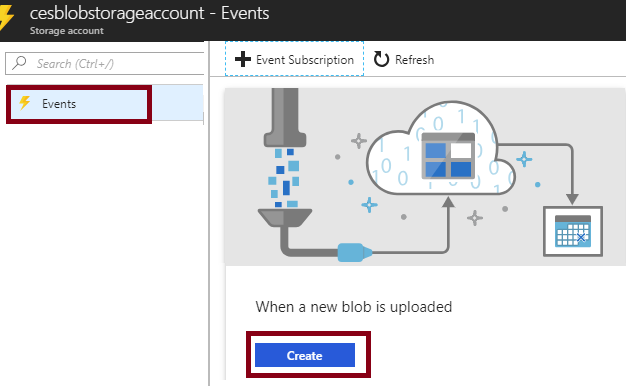 cesblobstorageaccount - Events
Storage account
Search (Ctrl+/)
Event Subscription
Refresh
Events
When a new blob is uploaded
Create